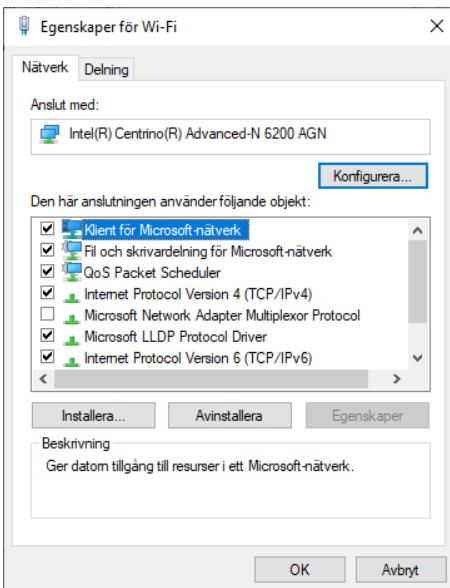 Egenskaper för Wi-Fi
Nätverk Delning
Anslut med:
Intel(R) Centrino(R) Advanced-N 6200 AGN
Konfigurera...
Den här anslutningen använder följande objekt:
Klient för Microsoft-nätverk
Fil och skrivardelning för Microsoft-nätverk
QoS Packet Scheduler
Internet Protocol Version 4 (TCP/IPv4)
Microsoft Network Adapter Multiplexor Protocol
Microsoft LLDP Protocol Driver
Internet Protocol Version 6 (TCP/IPv6)
Installera... Avinstallera Egenskaper
Beskrivning
Ger datorn tillgång till resurser i ett Microsoft-nätverk.
OK Avbryt